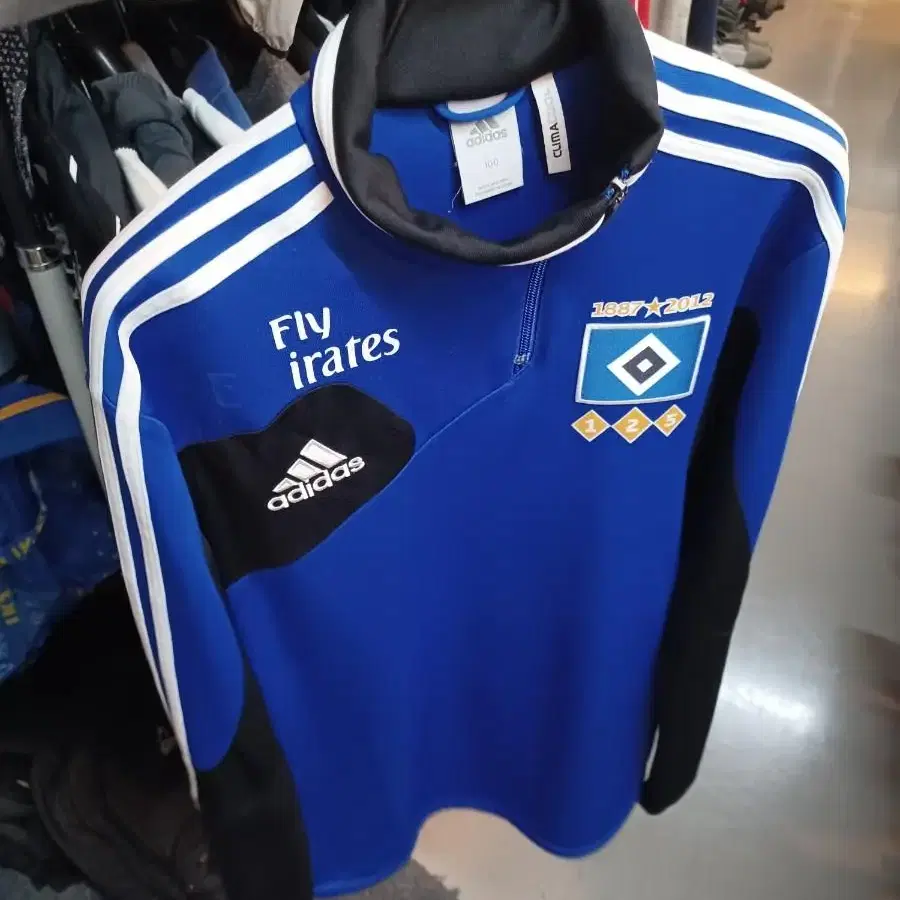 adidas
100
CLIMA
Fly
irates
1887★2012
1 2 5
adidas